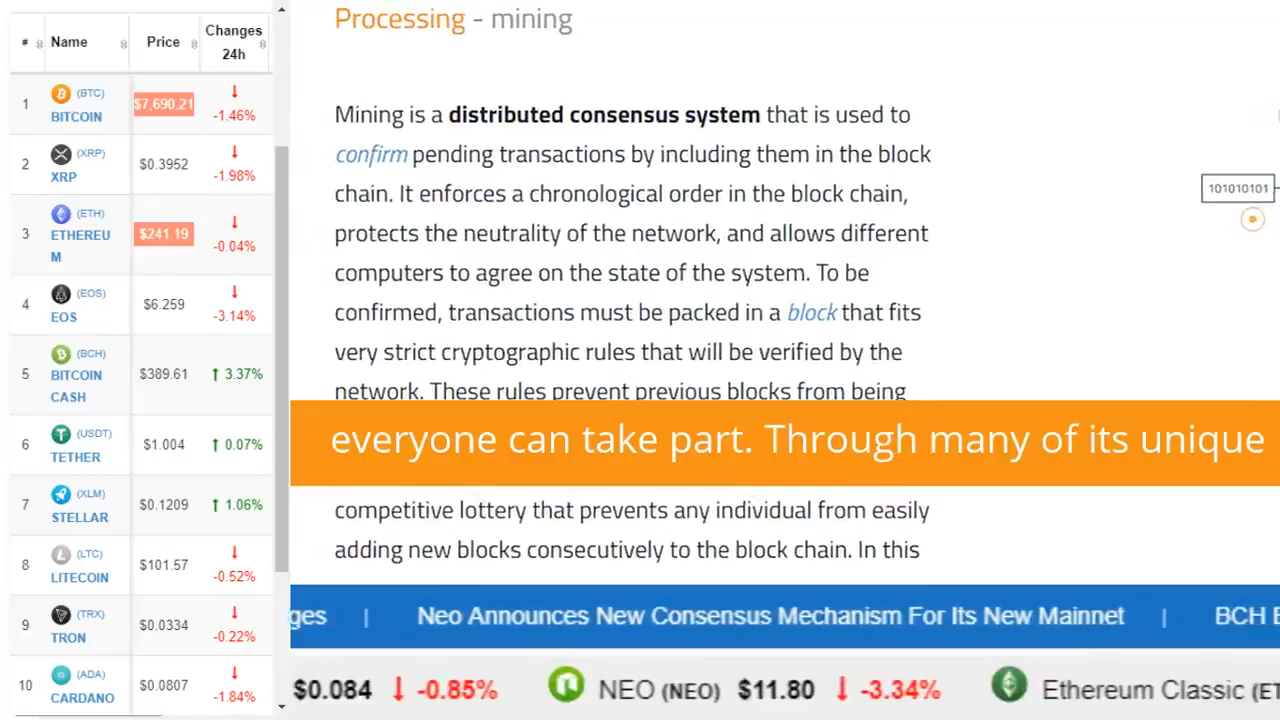 # Name Price Changes 24h
1 (BTC) BITCOIN $7,690.21 ↓ -1.46%
2 (XRP) XRP $0.3952 ↓ -1.98%
3 (ETH) ETHEREUM $241.19 ↓ -0.04%
4 (EOS) EOS $6.259 ↓ -3.14%
5 (BCH) BITCOIN CASH $389.61 ↑ 3.37%
6 (USDT) TETHER $1.004 ↑ 0.07%
7 (XLM) STELLAR $0.1209 ↑ 1.06%
8 (LTC) LITECOIN $101.57 ↓ -0.52%
9 (TRX) TRON $0.0334 ↓ -0.22%
10 (ADA) CARDANO $0.0807 ↓ -1.84%
Processing - mining
Mining is a distributed consensus system that is used to
confirm pending transactions by including them in the block
chain. It enforces a chronological order in the block chain,
protects the neutrality of the network, and allows different
computers to agree on the state of the system. To be
confirmed, transactions must be packed in a block that fits
very strict cryptographic rules that will be verified by the
network. These rules prevent previous blocks from being
everyone can take part. Through many of its unique
competitive lottery that prevents any individual from easily
adding new blocks consecutively to the block chain. In this
101010101
ges | Neo Announces New Consensus Mechanism For Its New Mainnet | BCH
$0.084 ↓ -0.85% NEO (NEO) $11.80 ↓ -3.34% Ethereum Classic (ET